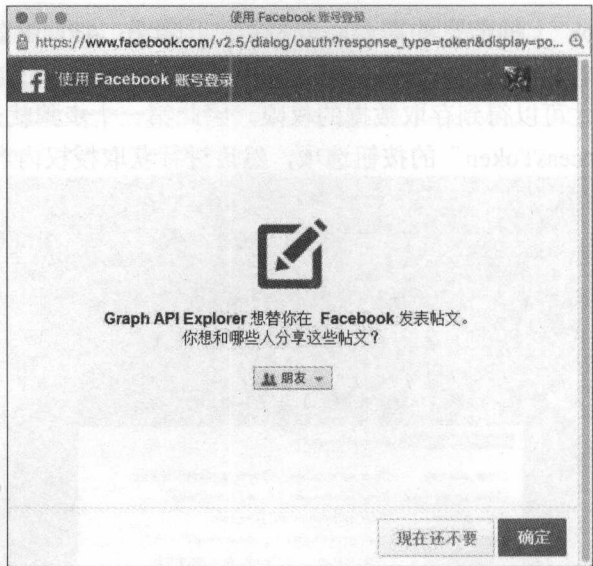 使用 Facebook 账号登录
https://www.facebook.com/v2.5/dialog/oauth?response_type=token&display=po...
f 使用 Facebook 账号登录
Graph API Explorer 想替你在 Facebook 发表帖文。
你想和哪些人分享这些帖文？
朋友
现在还不要
确定